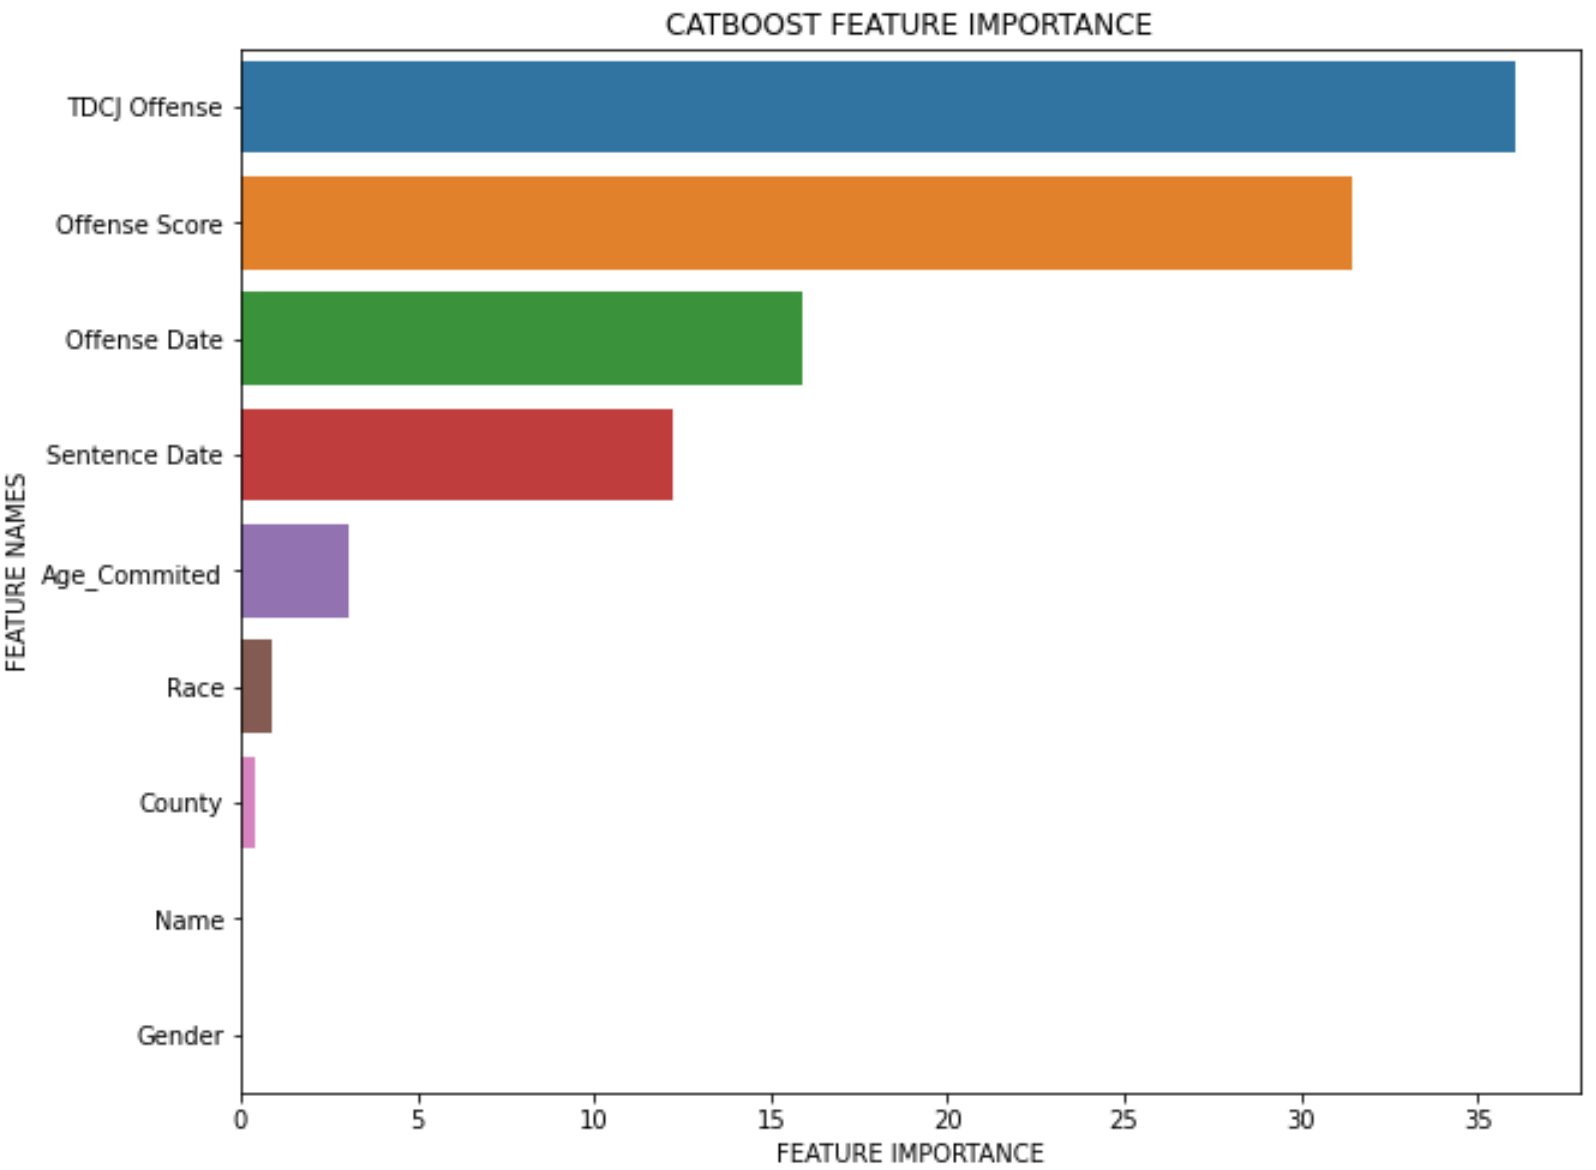 CATBOOST FEATURE IMPORTANCE
FEATURE NAMES
TDCJ Offense
Offense Score
Offense Date
Sentence Date
Age_Commited
Race
County
Name
Gender
0 5 10 15 20 25 30 35
FEATURE IMPORTANCE